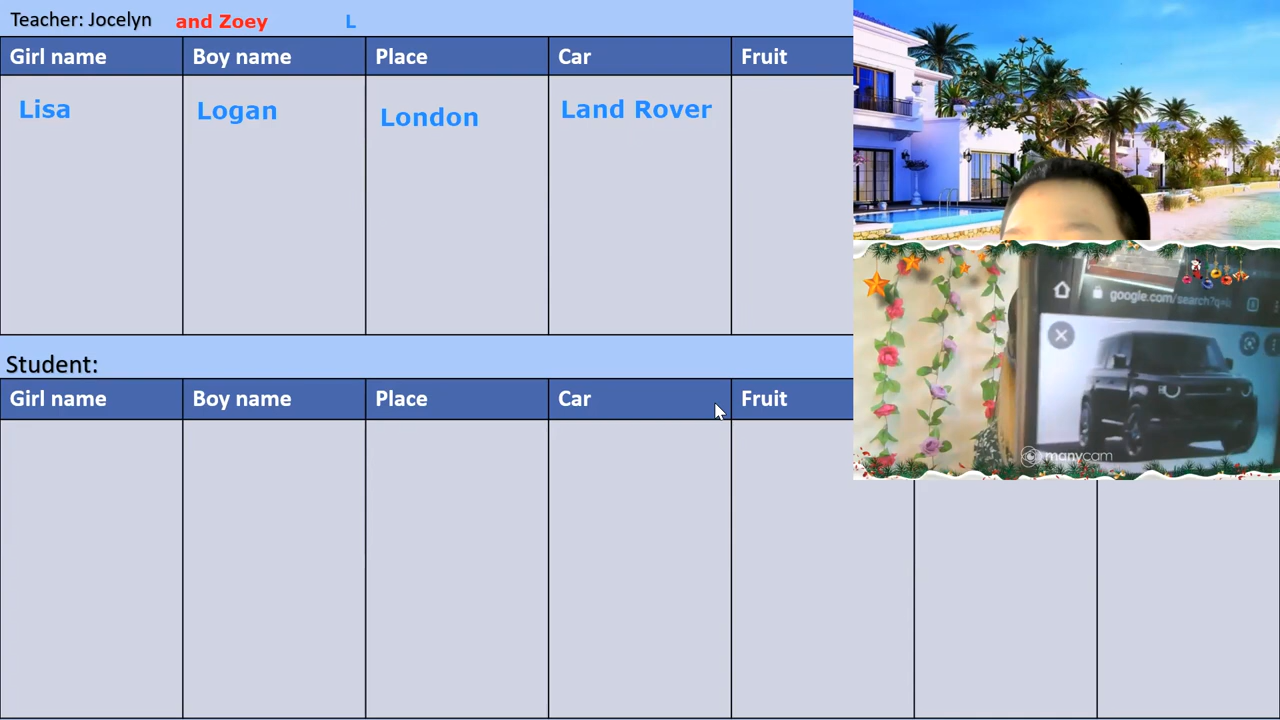 Teacher: Jocelyn and Zoey L
Girl name Boy name Place Car Fruit
Lisa Logan London Land Rover
google.com/search?q=
manycam
Student:
Girl name Boy name Place Car Fruit